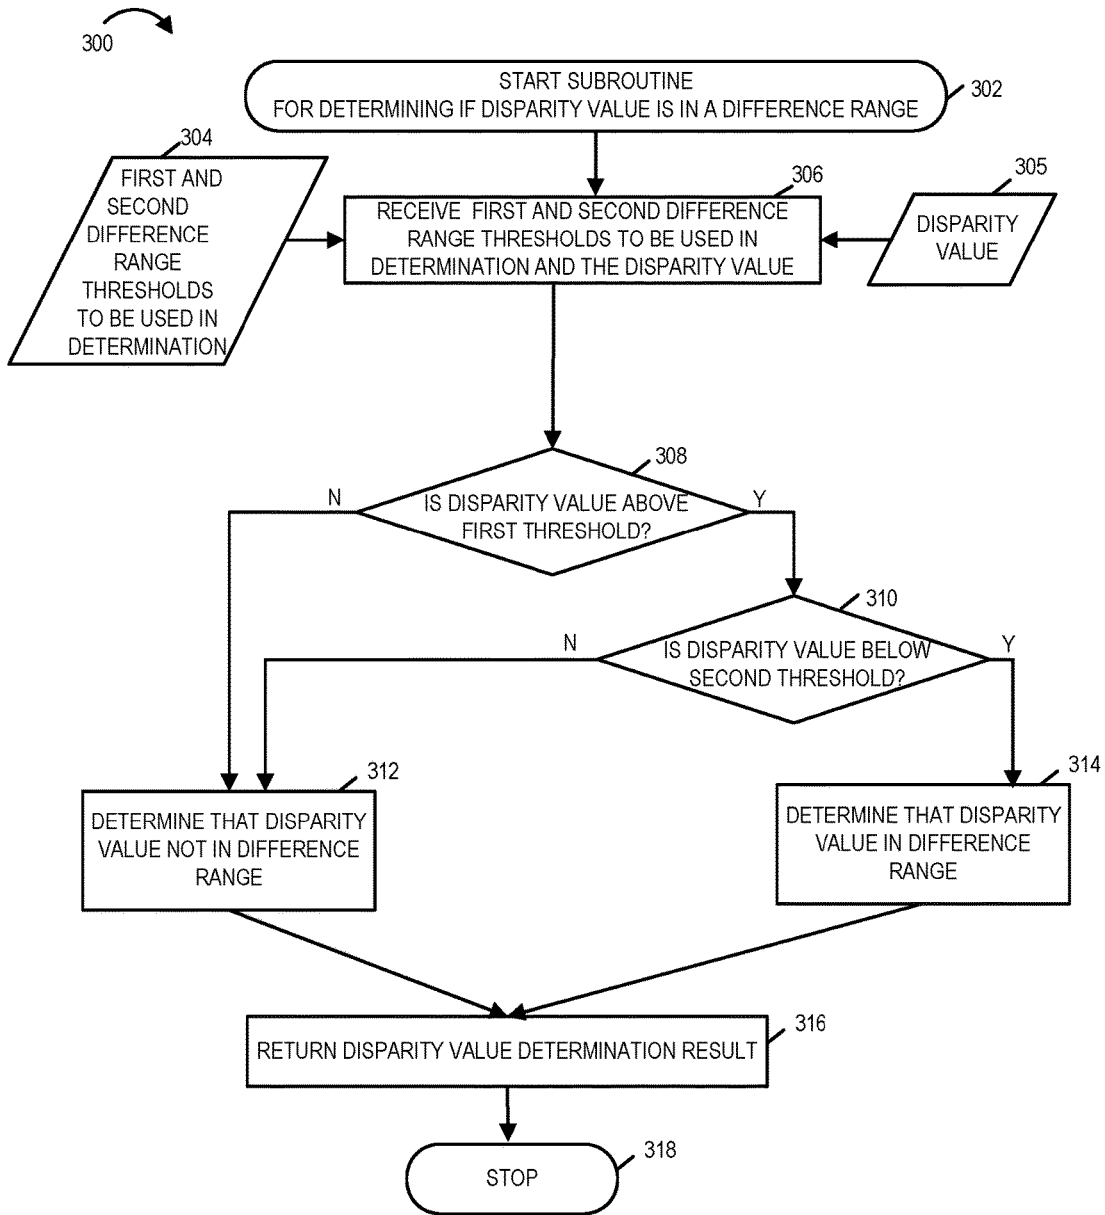 300
START SUBROUTINE
FOR DETERMINING IF DISPARITY VALUE IS IN A DIFFERENCE RANGE
302
304
FIRST AND
SECOND
DIFFERENCE
RANGE
THRESHOLDS
TO BE USED IN
DETERMINATION
306
RECEIVE FIRST AND SECOND DIFFERENCE
RANGE THRESHOLDS TO BE USED IN
DETERMINATION AND THE DISPARITY VALUE
305
DISPARITY
VALUE
308
N
IS DISPARITY VALUE ABOVE
FIRST THRESHOLD?
Y
310
N
IS DISPARITY VALUE BELOW
SECOND THRESHOLD?
Y
312
DETERMINE THAT DISPARITY
VALUE NOT IN DIFFERENCE
RANGE
314
DETERMINE THAT DISPARITY
VALUE IN DIFFERENCE
RANGE
316
RETURN DISPARITY VALUE DETERMINATION RESULT
318
STOP